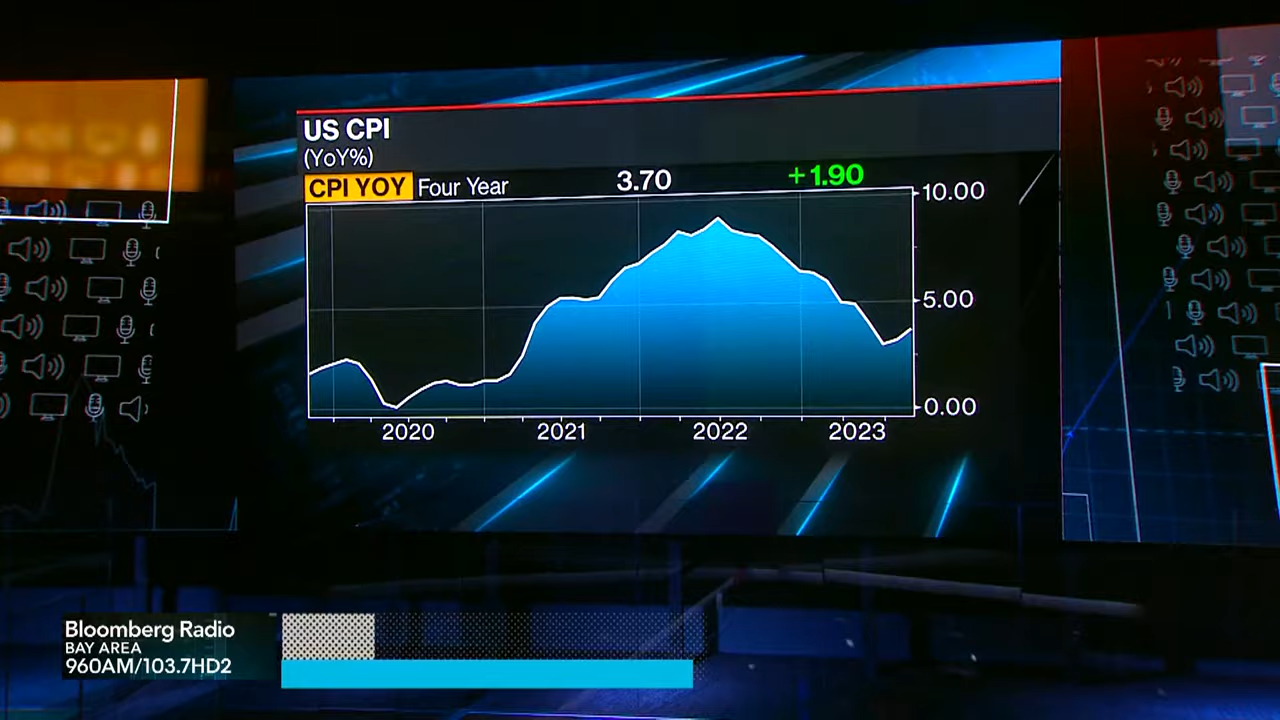 US CPI
(YoY%)
CPI YOY Four Year 3.70 +1.90
10.00
5.00
0.00
2020 2021 2022 2023
Bloomberg Radio
BAY AREA
960AM/103.7HD2